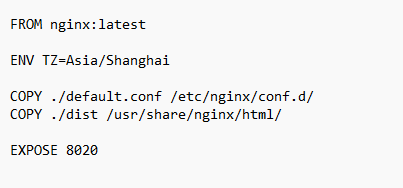 FROM nginx:latest
ENV TZ=Asia/Shanghai
COPY ./default.conf /etc/nginx/conf.d/
COPY ./dist /usr/share/nginx/html/
EXPOSE 8020